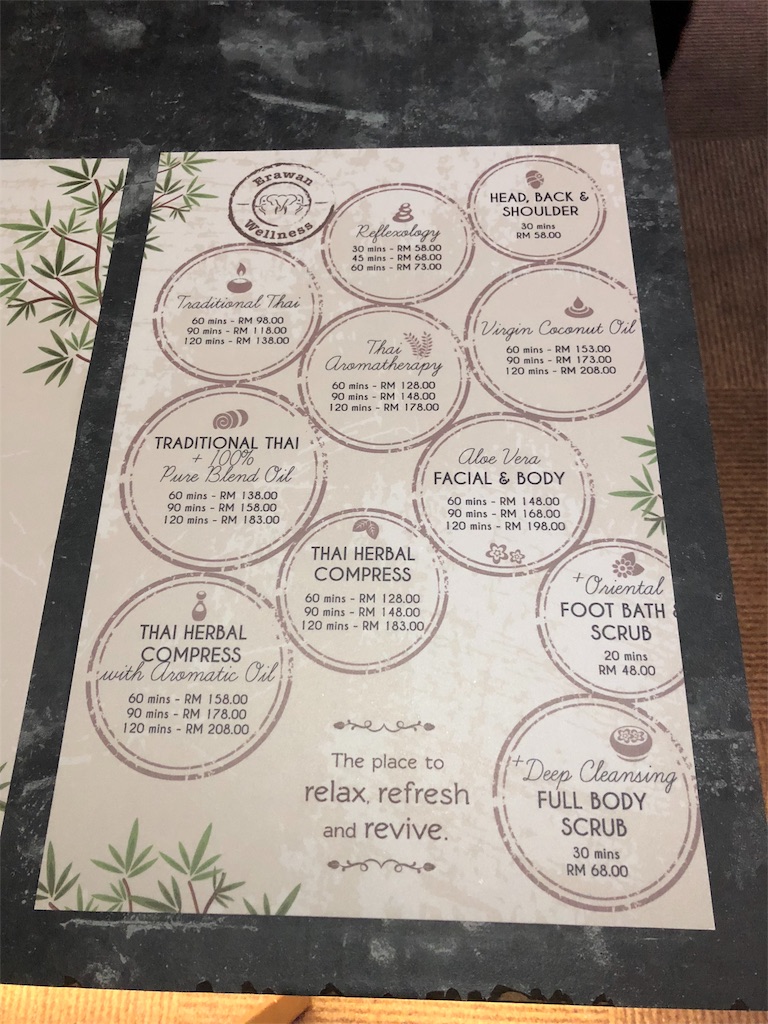 Erawan
Wellness
Reflexology
30 mins - RM 58.00
45 mins - RM 68.00
60 mins - RM 73.00
HEAD, BACK &
SHOULDER
30 mins
RM 58.00
Traditional Thai
60 mins - RM 98.00
90 mins - RM 118.00
120 mins - RM 138.00
Thai
Aromatherapy
60 mins - RM 128.00
90 mins - RM 148.00
120 mins - RM 178.00
Virgin Coconut Oil
60 mins - RM 153.00
90 mins - RM 173.00
120 mins - RM 208.00
TRADITIONAL THAI
+ 100%
Pure Blend Oil
60 mins - RM 138.00
90 mins - RM 158.00
120 mins - RM 183.00
Aloe Vera
FACIAL & BODY
60 mins - RM 148.00
90 mins - RM 168.00
120 mins - RM 198.00
THAI HERBAL
COMPRESS
60 mins - RM 128.00
90 mins - RM 148.00
120 mins - RM 183.00
+Oriental
FOOT BATH &
SCRUB
20 mins
RM 48.00
THAI HERBAL
COMPRESS
with Aromatic Oil
60 mins - RM 158.00
90 mins - RM 178.00
120 mins - RM 208.00
+Deep Cleansing
FULL BODY
SCRUB
30 mins
RM 68.00
The place to
relax, refresh
and revive.